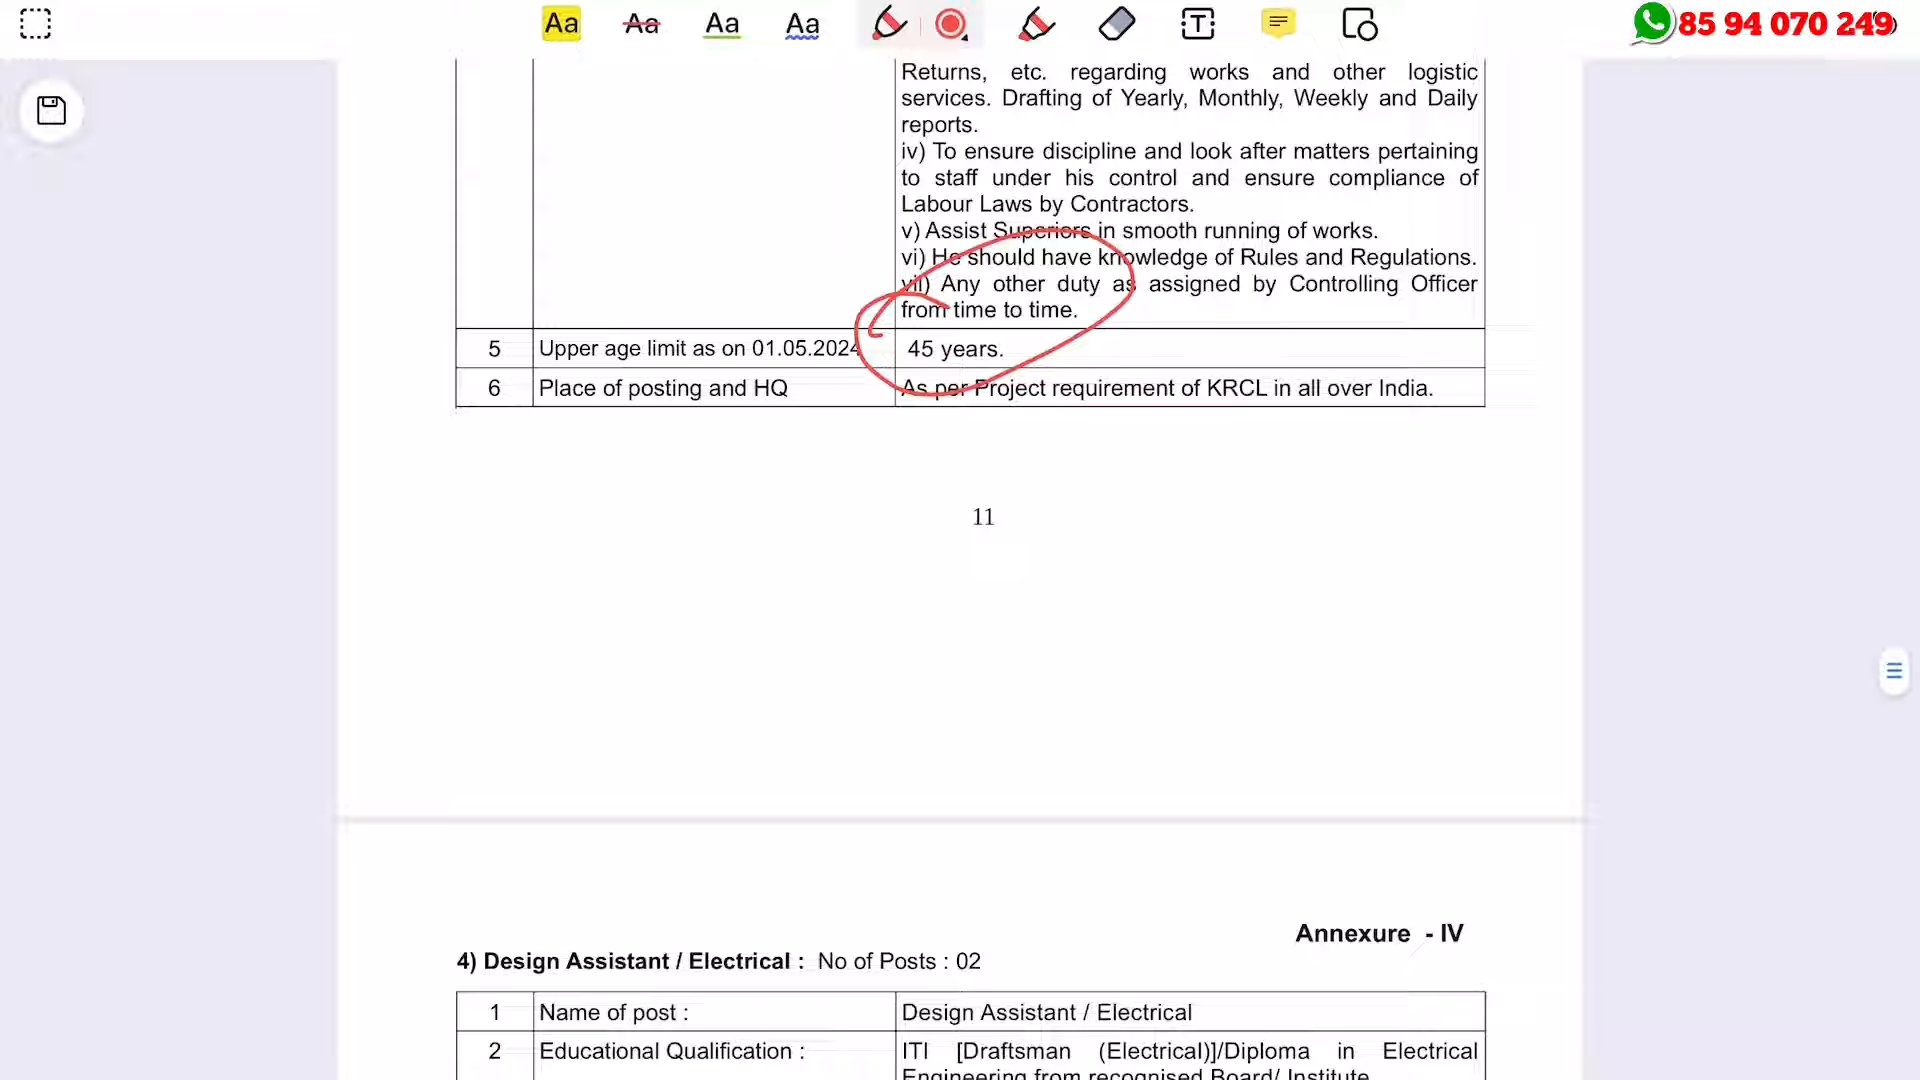 Aa Aa Aa Aa T
85 94 070 249
Returns, etc. regarding works and other logistic
services. Drafting of Yearly, Monthly, Weekly and Daily
reports.
iv) To ensure discipline and look after matters pertaining
to staff under his control and ensure compliance of
Labour Laws by Contractors.
v) Assist Superiors in smooth running of works.
vi) He should have knowledge of Rules and Regulations.
vii) Any other duty as assigned by Controlling Officer
from time to time.
5 Upper age limit as on 01.05.2024 45 years.
6 Place of posting and HQ As per Project requirement of KRCL in all over India.
11
Annexure - IV
4) Design Assistant / Electrical : No of Posts : 02
1 Name of post : Design Assistant / Electrical
2 Educational Qualification : ITI [Draftsman (Electrical)]/Diploma in Electrical
Engineering from recognised Board/ Institute